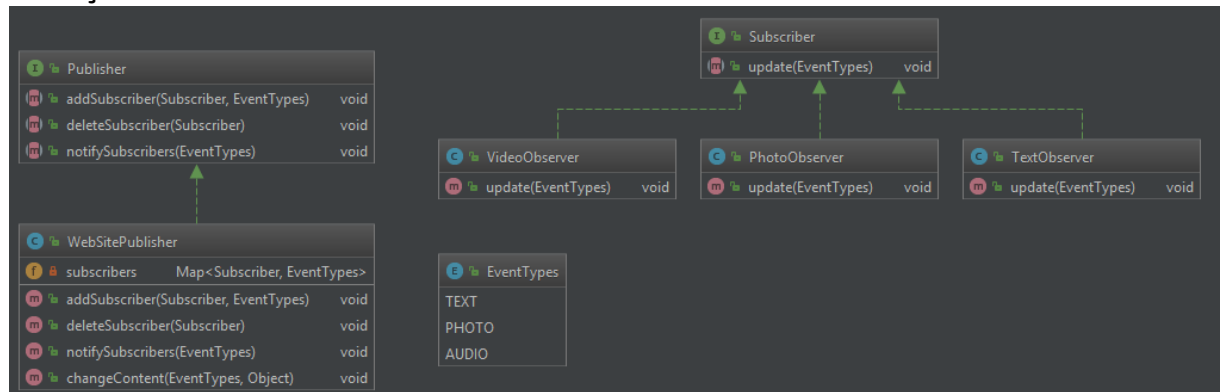 Publisher
addSubscriber(Subscriber, EventTypes) void
deleteSubscriber(Subscriber) void
notifySubscribers(EventTypes) void
WebSitePublisher
subscribers Map<Subscriber, EventTypes>
addSubscriber(Subscriber, EventTypes) void
deleteSubscriber(Subscriber) void
notifySubscribers(EventTypes) void
changeContent(EventTypes, Object) void
Subscriber
update(EventTypes) void
VideoObserver
update(EventTypes) void
PhotoObserver
update(EventTypes) void
TextObserver
update(EventTypes) void
EventTypes
TEXT
PHOTO
AUDIO